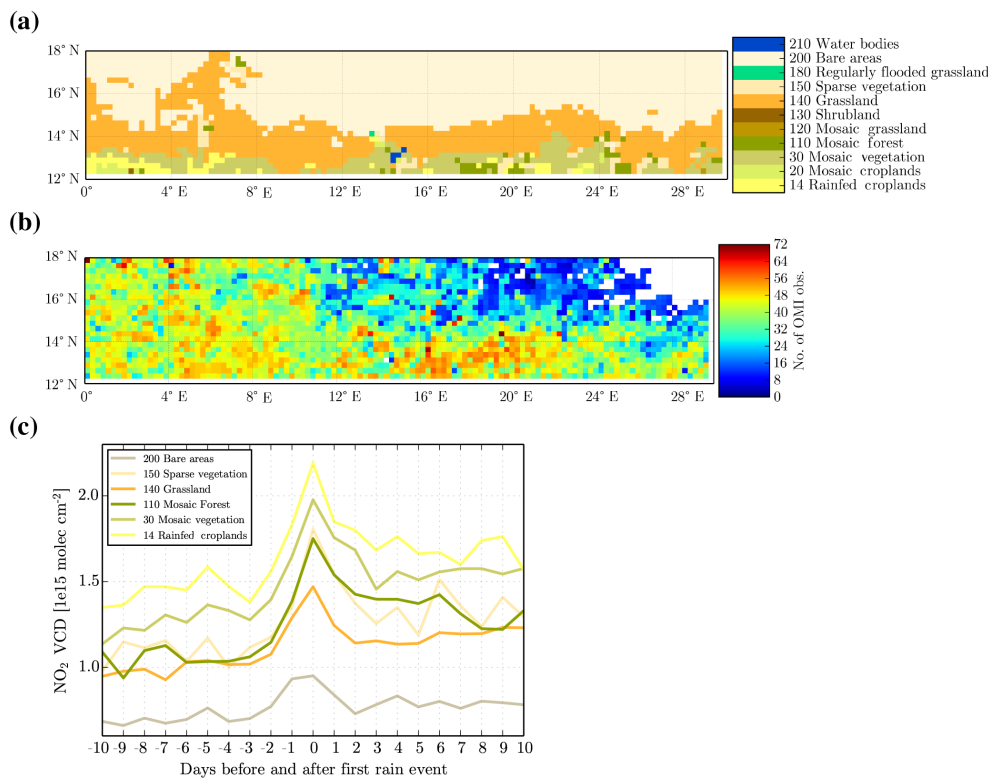 (a)
18° N
16° N
14° N
12° N
0° 4° E 8° E 12° E 16° E 20° E 24° E 28° E
210 Water bodies
200 Bare areas
180 Regularly flooded grassland
150 Sparse vegetation
140 Grassland
130 Shrubland
120 Mosaic grassland
110 Mosaic forest
30 Mosaic vegetation
20 Mosaic croplands
14 Rainfed croplands
(b)
18° N
16° N
14° N
12° N
0° 4° E 8° E 12° E 16° E 20° E 24° E 28° E
72
64
56
48
40
32
24
16
8
0
No. of OMI obs.
(c)
200 Bare areas
150 Sparse vegetation
140 Grassland
110 Mosaic Forest
30 Mosaic vegetation
14 Rainfed croplands
2.0
1.5
1.0
NO₂ VCD [1e15 molec cm⁻²]
-10 -9 -8 -7 -6 -5 -4 -3 -2 -1 0 1 2 3 4 5 6 7 8 9 10
Days before and after first rain event